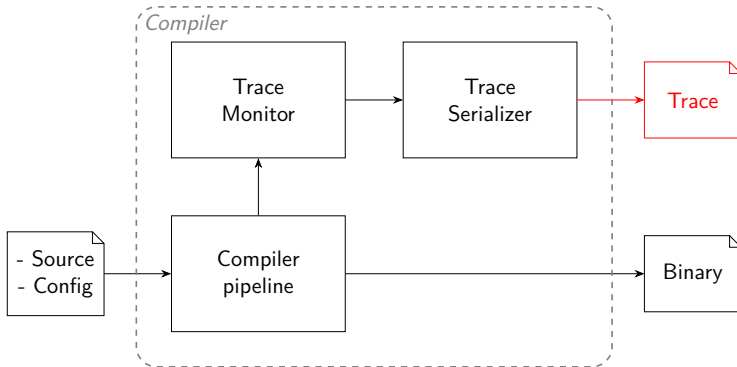 Compiler
Trace
Monitor
Trace
Serializer
Trace
- Source
- Config
Compiler
pipeline
Binary